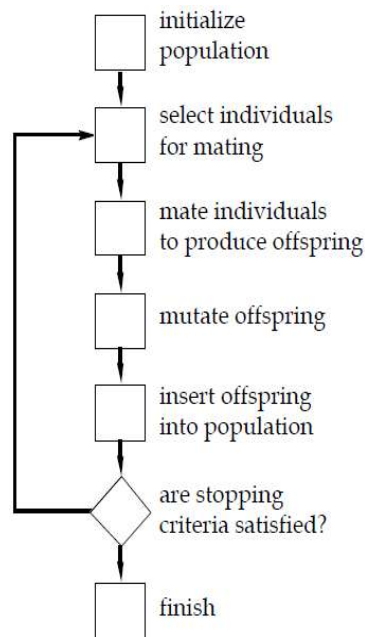 initialize
population
select individuals
for mating
mate individuals
to produce offspring
mutate offspring
insert offspring
into population
are stopping
criteria satisfied?
finish